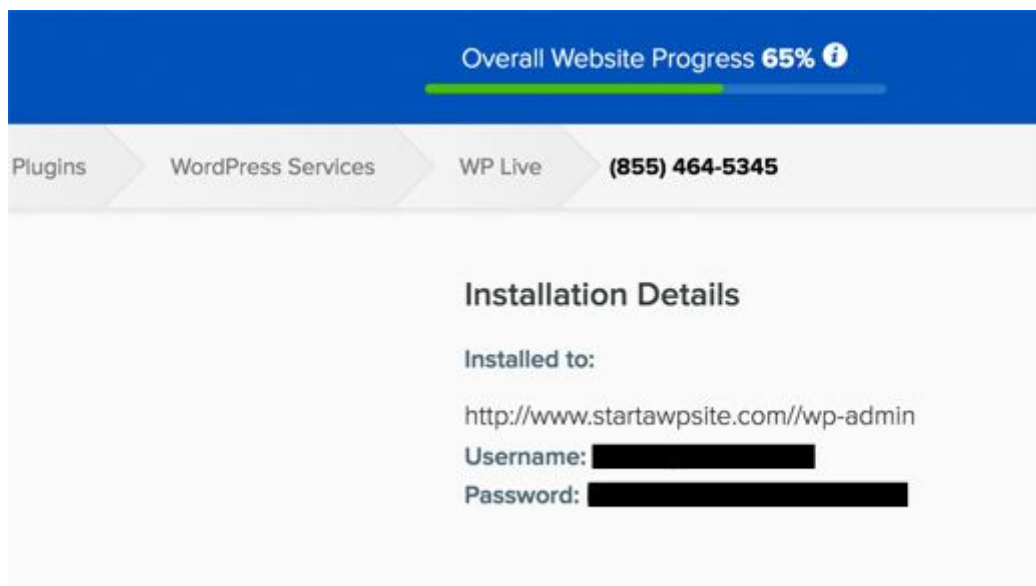 Overall Website Progress 65%
Plugins WordPress Services WP Live (855) 464-5345
Installation Details
Installed to:
http://www.startawpsite.com//wp-admin
Username:
Password: